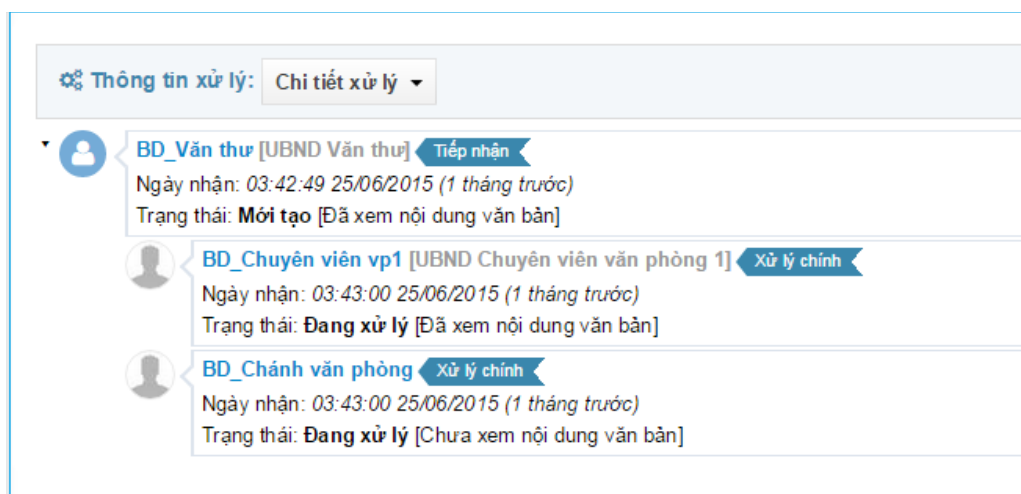 Thông tin xử lý: Chi tiết xử lý
BD_Văn thư [UBND Văn thư] Tiếp nhận
Ngày nhận: 03:42:49 25/06/2015 (1 tháng trước)
Trạng thái: Mới tạo [Đã xem nội dung văn bản]
BD_Chuyên viên vp1 [UBND Chuyên viên văn phòng 1] Xử lý chính
Ngày nhận: 03:43:00 25/06/2015 (1 tháng trước)
Trạng thái: Đang xử lý [Đã xem nội dung văn bản]
BD_Chánh văn phòng Xử lý chính
Ngày nhận: 03:43:00 25/06/2015 (1 tháng trước)
Trạng thái: Đang xử lý [Chưa xem nội dung văn bản]